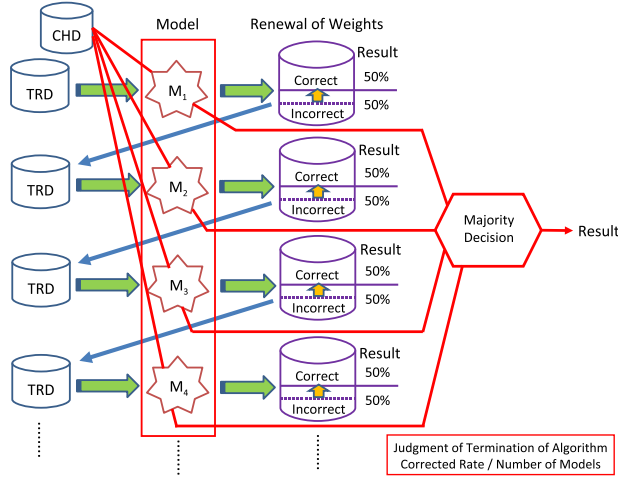 CHD
Model
Renewal of Weights
TRD
M1
Result
Correct
50%
50%
Incorrect
TRD
M2
Result
Correct
50%
50%
Incorrect
Majority
Decision
Result
TRD
M3
Result
Correct
50%
50%
Incorrect
TRD
M4
Result
Correct
50%
50%
Incorrect
Judgment of Termination of Algorithm
Corrected Rate / Number of Models